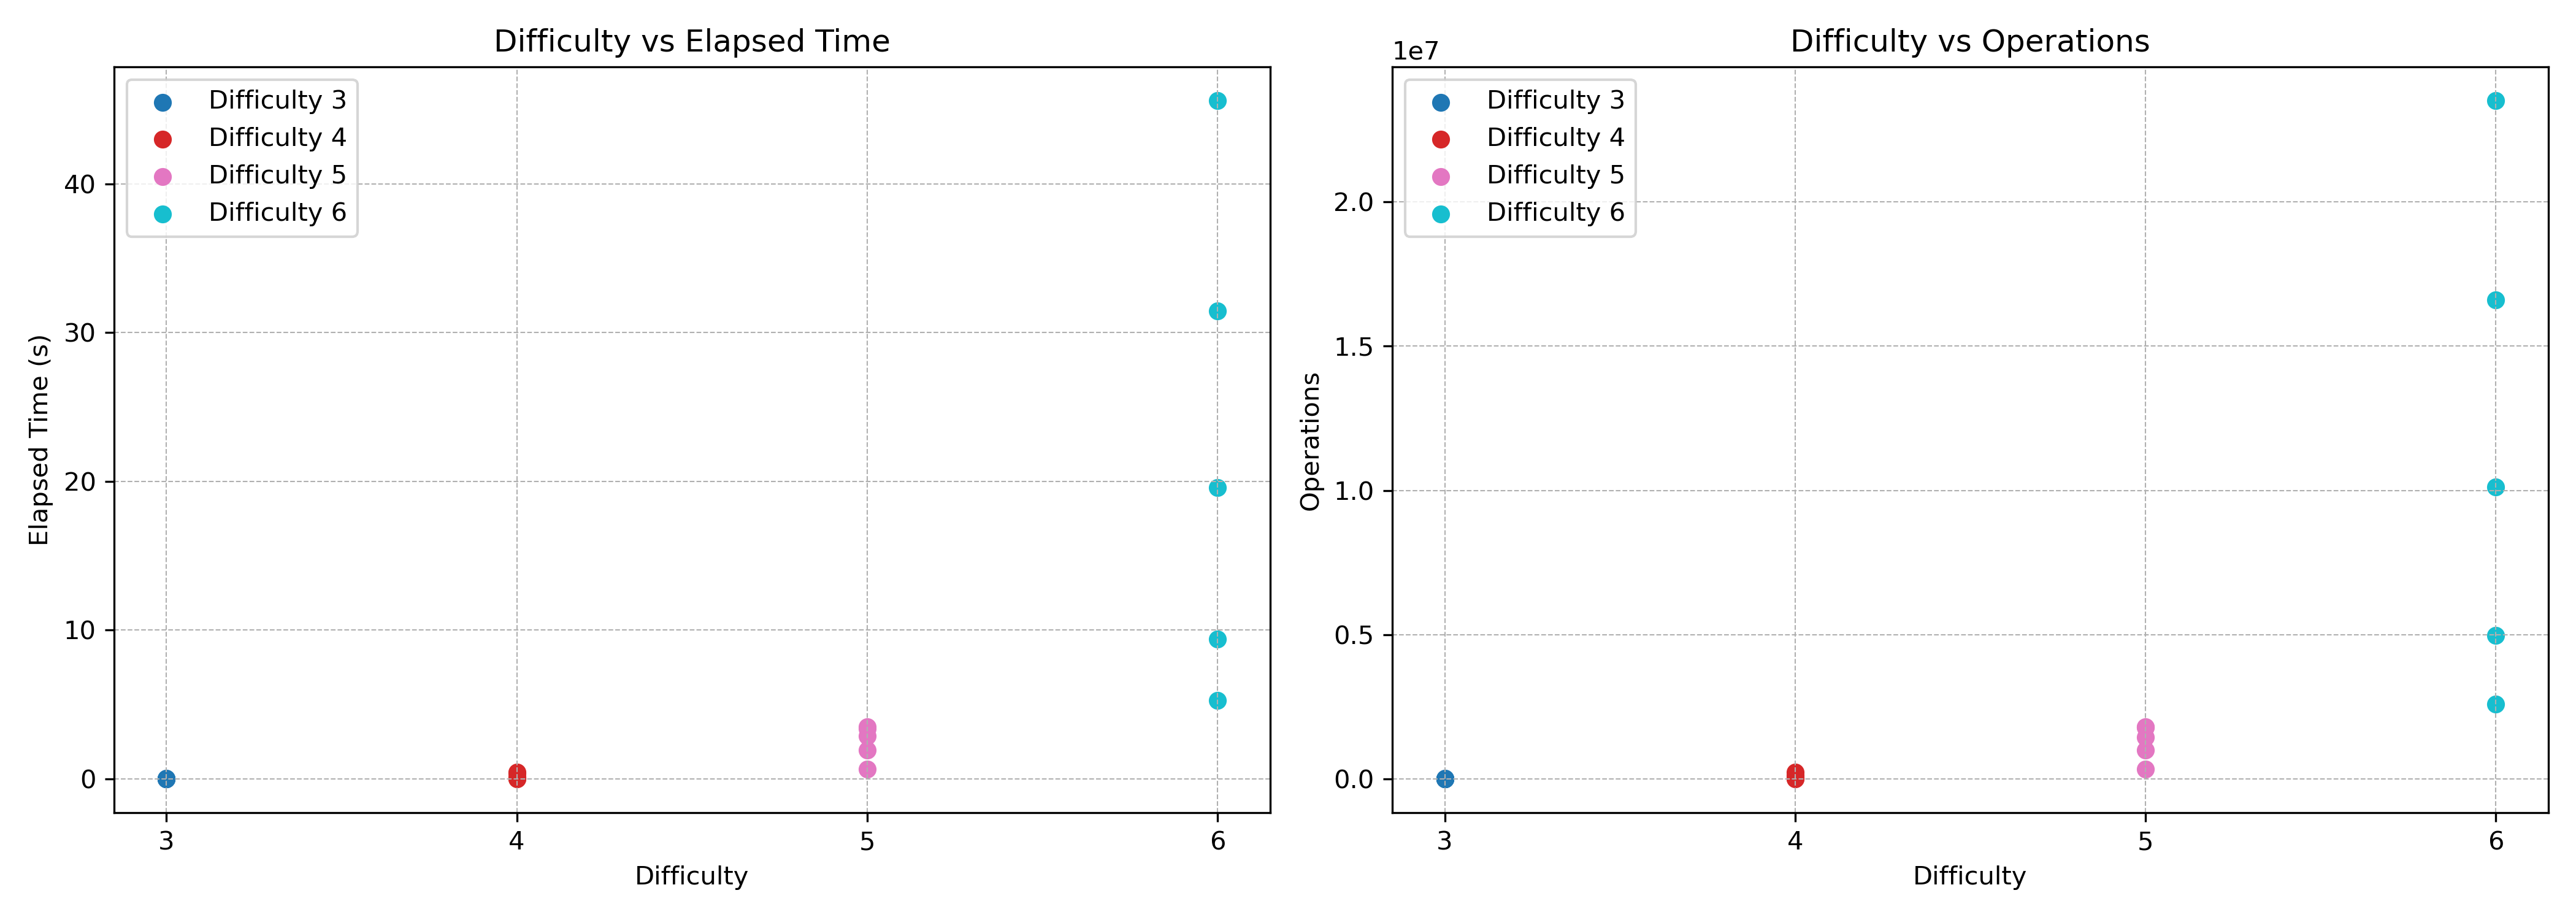 Difficulty vs Elapsed Time
Difficulty 3
Difficulty 4
Difficulty 5
Difficulty 6
Elapsed Time (s)
40
30
20
10
0
3 4 5 6
Difficulty
Difficulty vs Operations
1e7
Difficulty 3
Difficulty 4
Difficulty 5
Difficulty 6
Operations
2.0
1.5
1.0
0.5
0.0
3 4 5 6
Difficulty